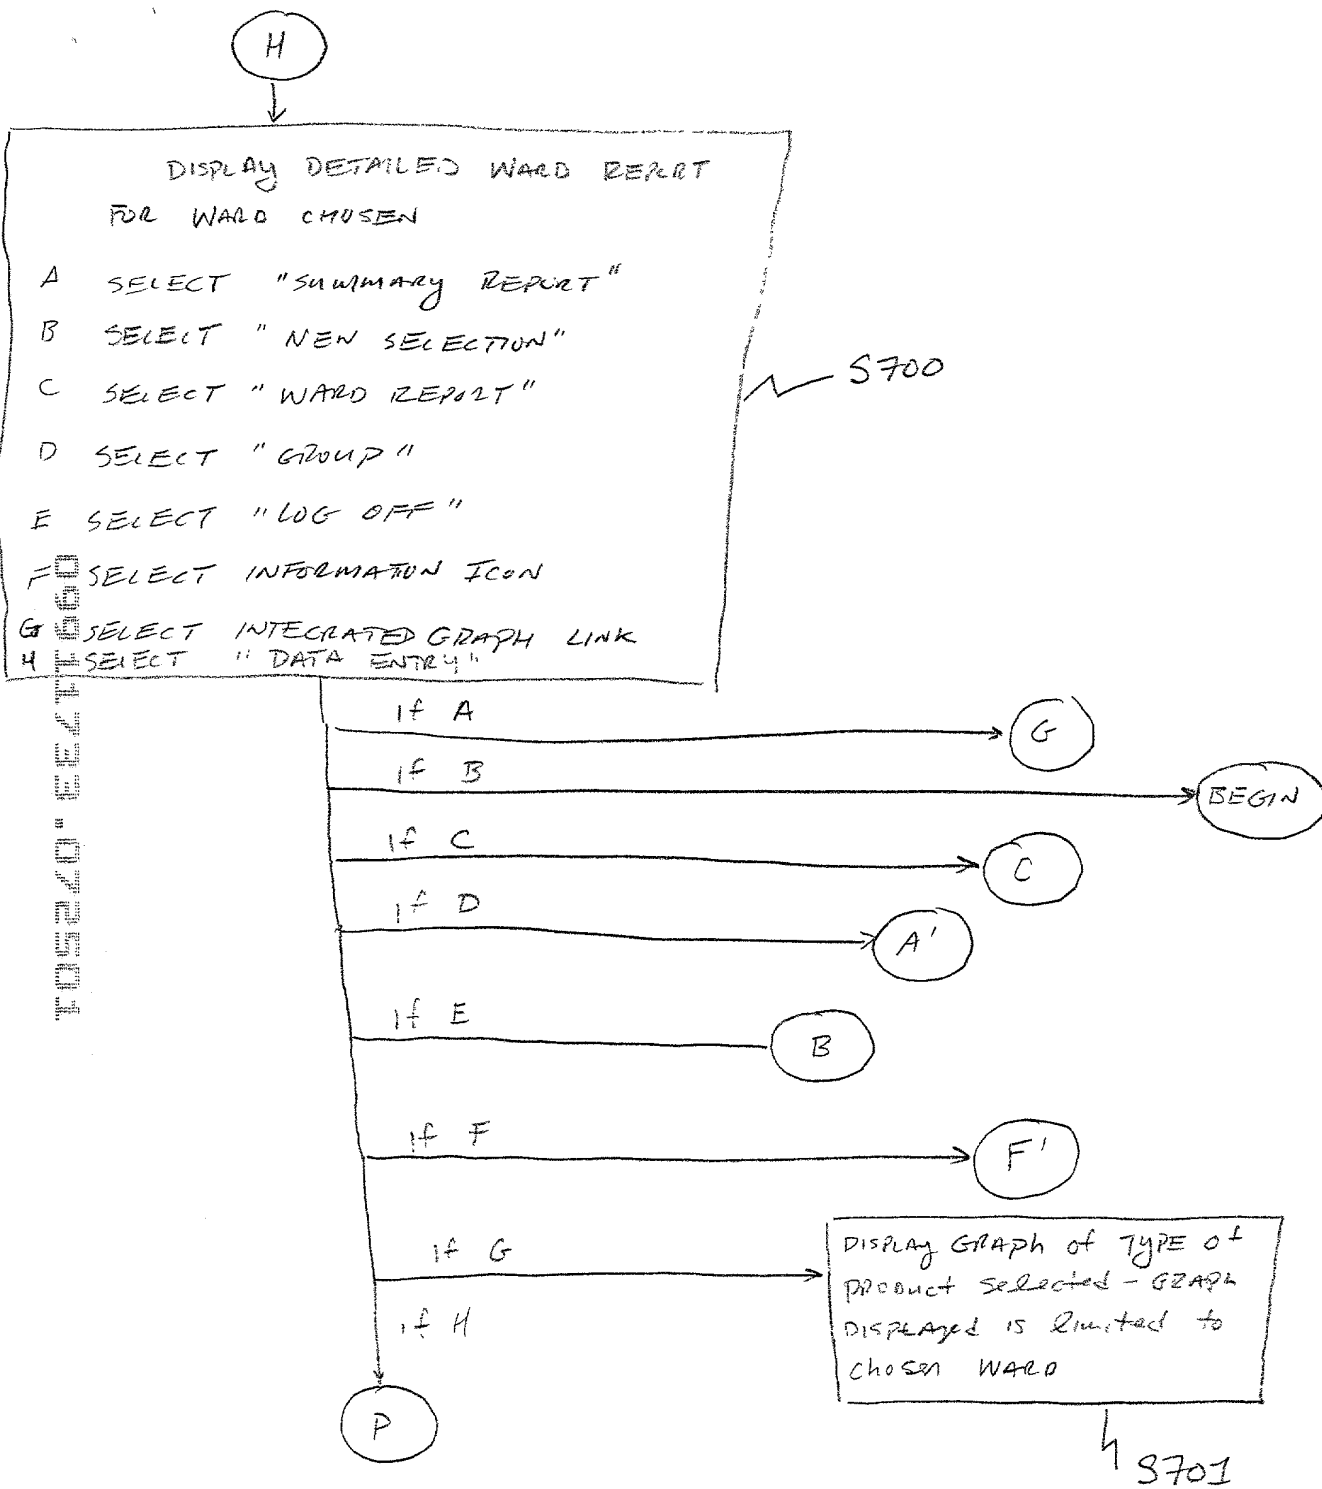 H
DISPLAY DETAILED WARD REPORT
FOR WARD CHOSEN
A SELECT "SUMMARY REPORT"
B SELECT "NEW SELECTION"
C SELECT "WARD REPORT"
D SELECT "GROUP"
E SELECT "LOG OFF"
F SELECT INFORMATION ICON
G SELECT INTEGRATED GRAPH LINK
H SELECT "DATA ENTRY"
S700
If A
G
If B
BEGIN
If C
C
If D
A'
If E
B
If F
F'
If G
DISPLAY GRAPH of TYPE of
PRODUCT selected - GRAPH
DISPLAYED is limited to
chosen WARD
S701
If H
P